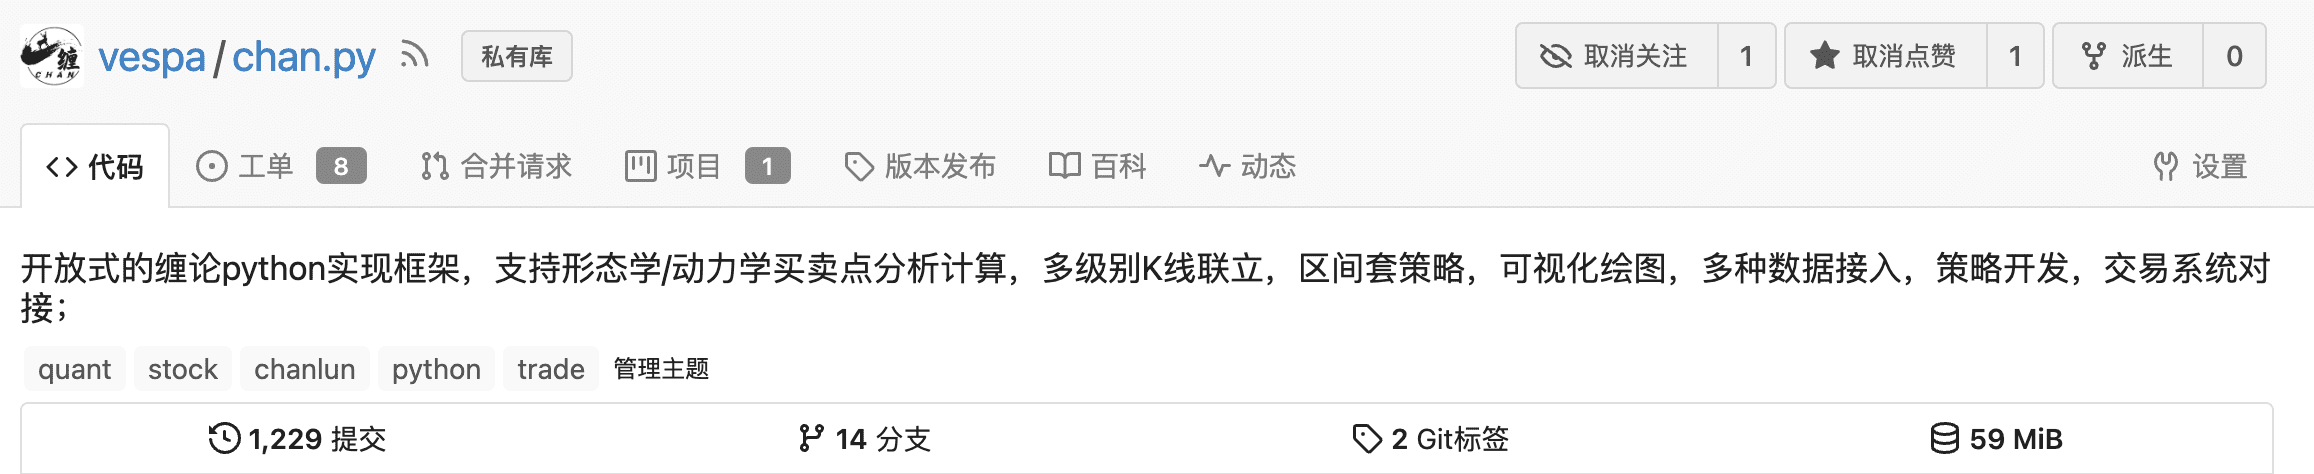 缠 CHAN vespa/chan.py 私有库 取消关注 1 取消点赞 1 派生 0
代码 工单 8 合并请求 项目 1 版本发布 百科 动态 设置
开放式的缠论python实现框架，支持形态学/动力学买卖点分析计算，多级别K线联立，区间套策略，可视化绘图，多种数据接入，策略开发，交易系统对
接；
quant stock chanlun python trade 管理主题
1,229 提交 14 分支 2 Git标签 59 MiB